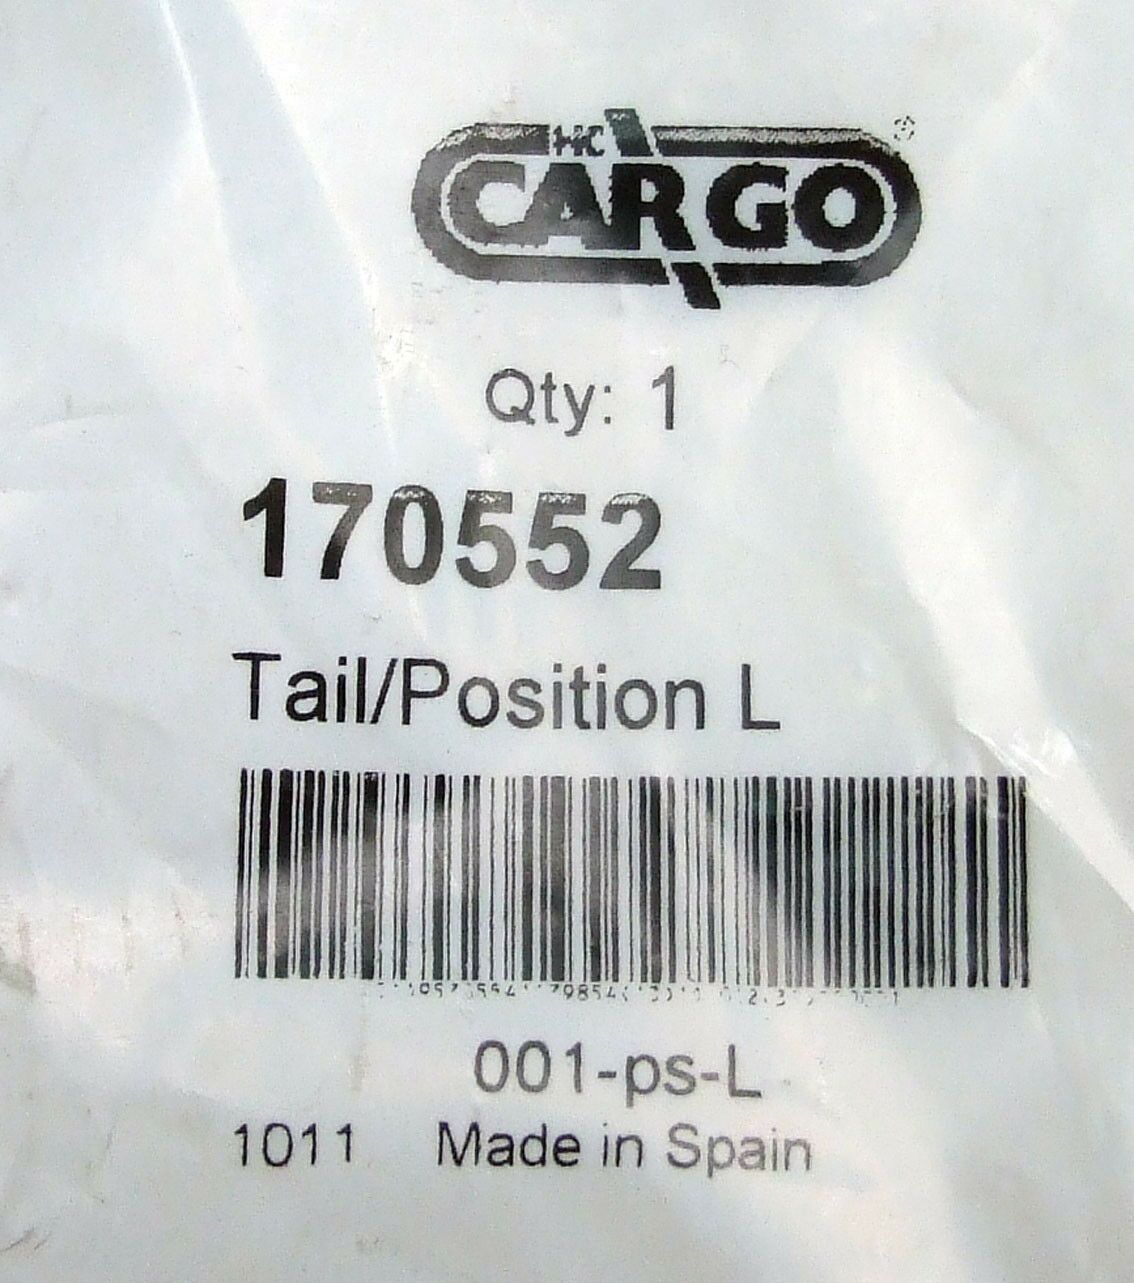 HC
CARGO
Qty: 1
170552
Tail/Position L
001-ps-L
1011 Made in Spain